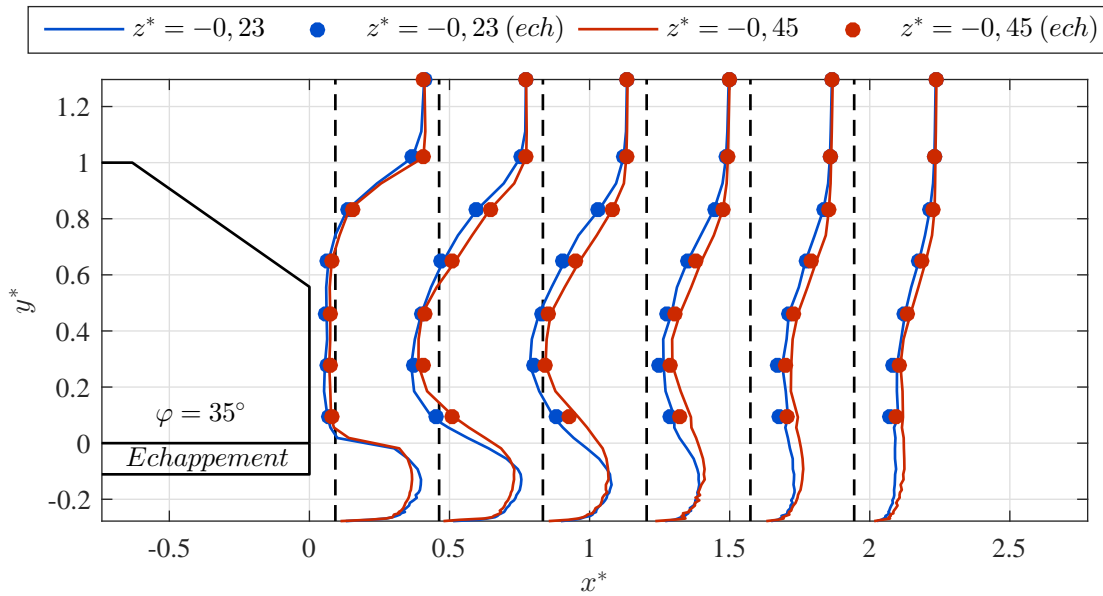 z* = −0, 23 z* = −0, 23 (ech) z* = −0, 45 z* = −0, 45 (ech)
1.2
1
0.8
0.6
0.4
0.2
0
-0.2
y*
φ = 35°
Echappement
-0.5 0 0.5 1 1.5 2 2.5
x*